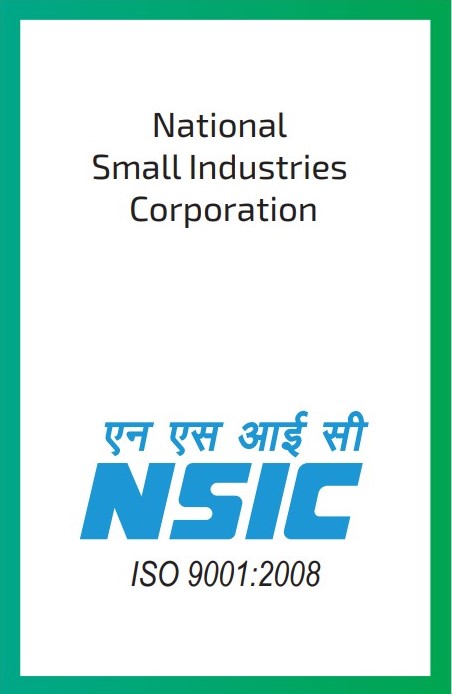 National
Small Industries
Corporation
एन एस आई सी
NSIC
ISO 9001:2008